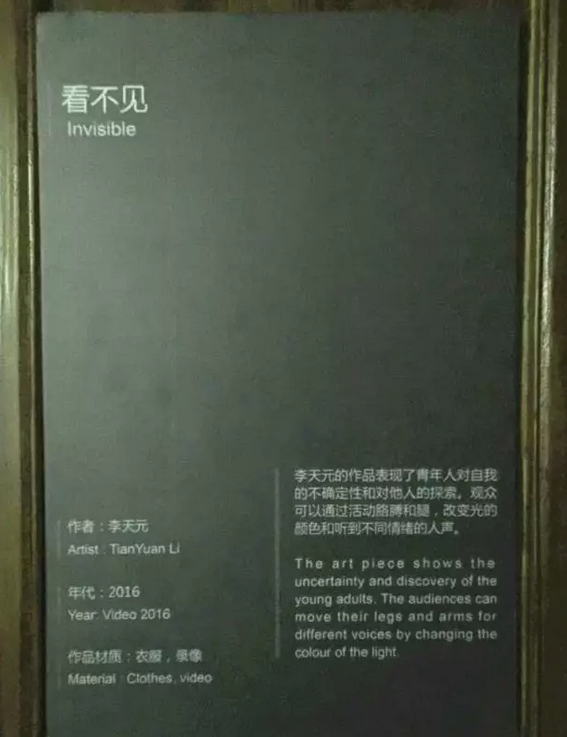 看不见
Invisible
作者：李天元
Artist : TianYuan Li
年代：2016
Year: Video 2016
作品材质：衣服，录像
Material : Clothes, video
李天元的作品表现了青年人对自我
的不确定性和对他人的探索。观众
可以通过活动胳膊和腿，改变光的
颜色和听到不同情绪的人声。
The art piece shows the
uncertainty and discovery of the
young adults. The audiences can
move their legs and arms for
different voices by changing the
colour of the light.